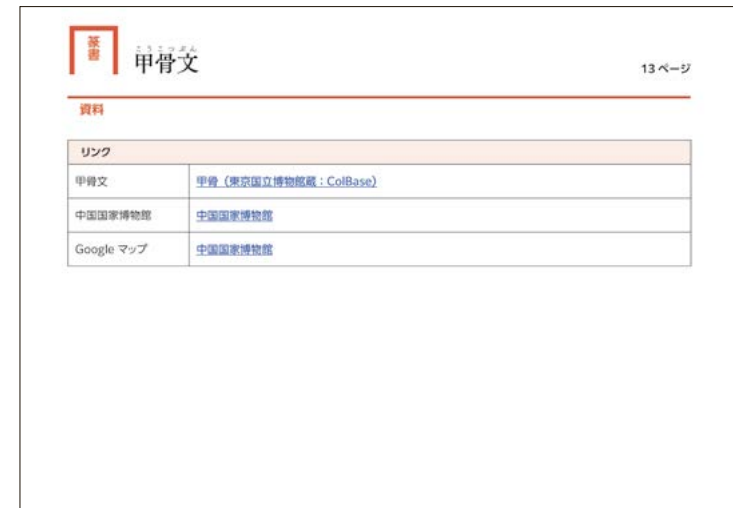 篆書
こうこつぶん
甲骨文
13 ページ
資料
リンク
甲骨文 甲骨（東京国立博物館蔵：ColBase）
中国国家博物館 中国国家博物館
Google マップ 中国国家博物館